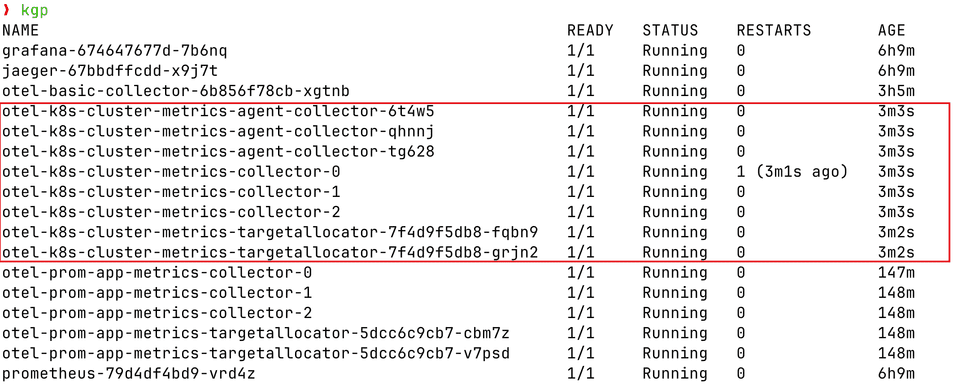 ❯ kgp
NAME READY STATUS RESTARTS AGE
grafana-674647677d-7b6nq 1/1 Running 0 6h9m
jaeger-67bbdffcdd-x9j7t 1/1 Running 0 6h9m
otel-basic-collector-6b856f78cb-xgtnb 1/1 Running 0 3h5m
otel-k8s-cluster-metrics-agent-collector-6t4w5 1/1 Running 0 3m3s
otel-k8s-cluster-metrics-agent-collector-qhnnj 1/1 Running 0 3m3s
otel-k8s-cluster-metrics-agent-collector-tg628 1/1 Running 0 3m3s
otel-k8s-cluster-metrics-collector-0 1/1 Running 1 (3m1s ago) 3m3s
otel-k8s-cluster-metrics-collector-1 1/1 Running 0 3m3s
otel-k8s-cluster-metrics-collector-2 1/1 Running 0 3m3s
otel-k8s-cluster-metrics-targetallocator-7f4d9f5db8-fqbn9 1/1 Running 0 3m2s
otel-k8s-cluster-metrics-targetallocator-7f4d9f5db8-grjn2 1/1 Running 0 3m2s
otel-prom-app-metrics-collector-0 1/1 Running 0 147m
otel-prom-app-metrics-collector-1 1/1 Running 0 148m
otel-prom-app-metrics-collector-2 1/1 Running 0 148m
otel-prom-app-metrics-targetallocator-5dcc6c9cb7-cbm7z 1/1 Running 0 148m
otel-prom-app-metrics-targetallocator-5dcc6c9cb7-v7psd 1/1 Running 0 148m
prometheus-79d4df4bd9-vrd4z 1/1 Running 0 6h9m